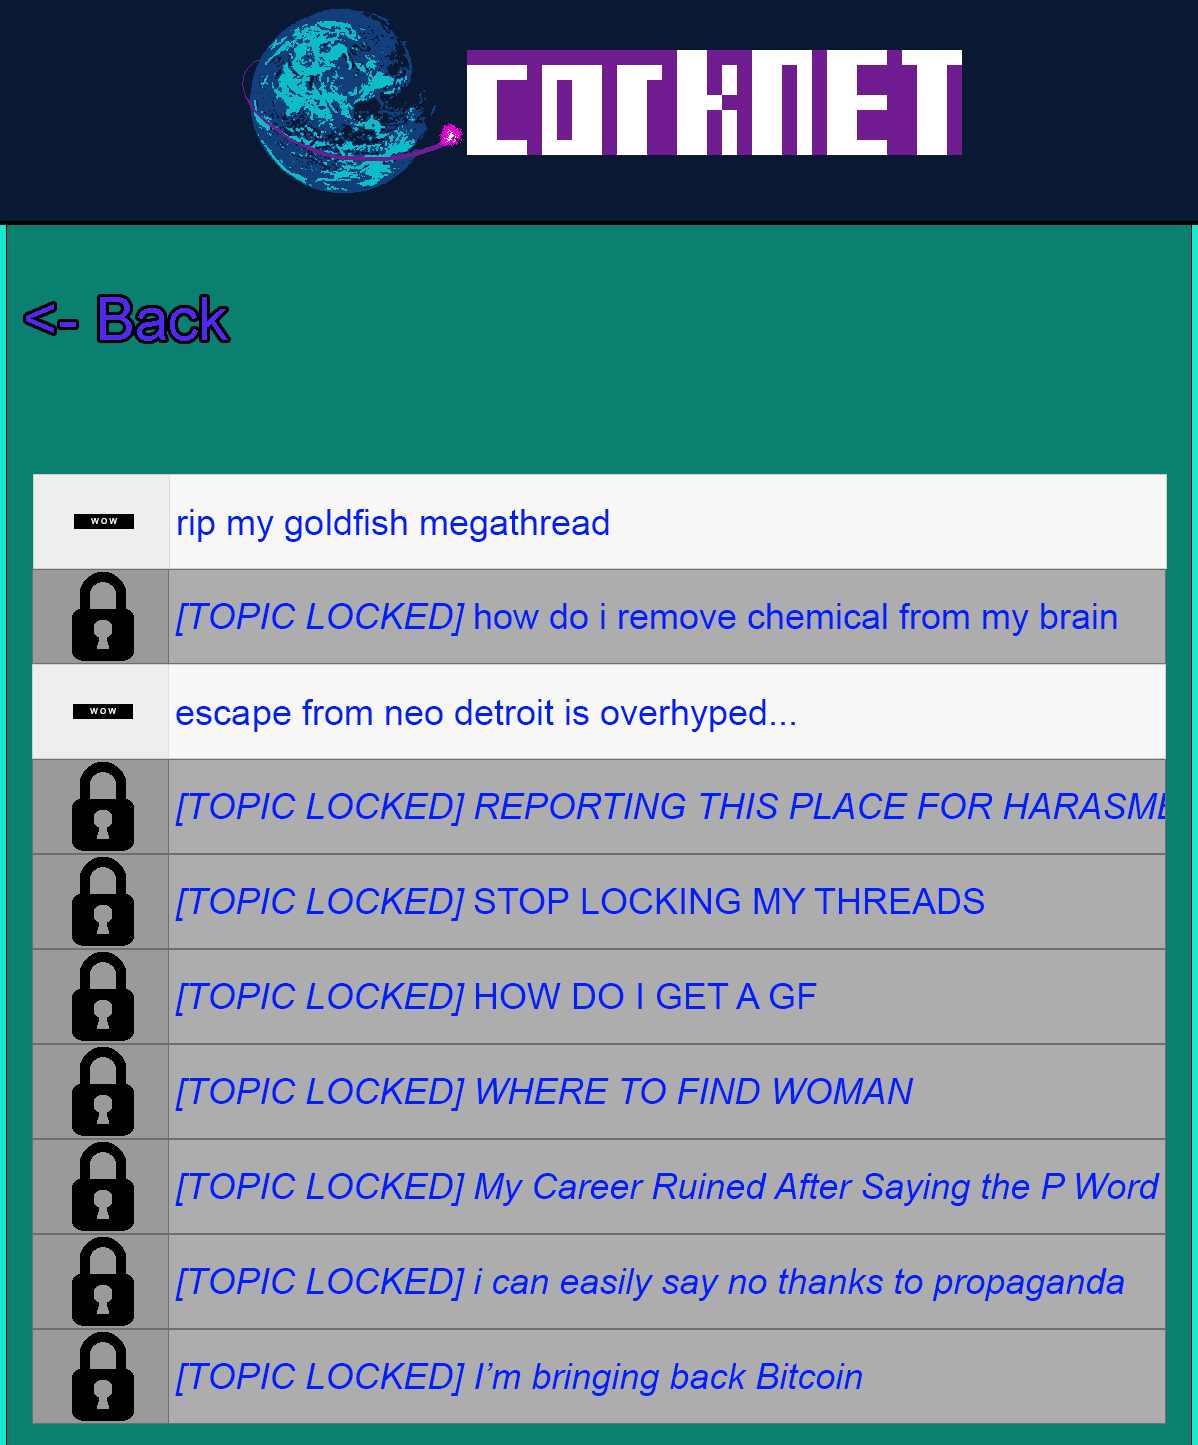 CORKNET
<- Back
WOW
rip my goldfish megathread
[TOPIC LOCKED] how do i remove chemical from my brain
WOW
escape from neo detroit is overhyped...
[TOPIC LOCKED] REPORTING THIS PLACE FOR HARASME
[TOPIC LOCKED] STOP LOCKING MY THREADS
[TOPIC LOCKED] HOW DO I GET A GF
[TOPIC LOCKED] WHERE TO FIND WOMAN
[TOPIC LOCKED] My Career Ruined After Saying the P Word
[TOPIC LOCKED] i can easily say no thanks to propaganda
[TOPIC LOCKED] I’m bringing back Bitcoin